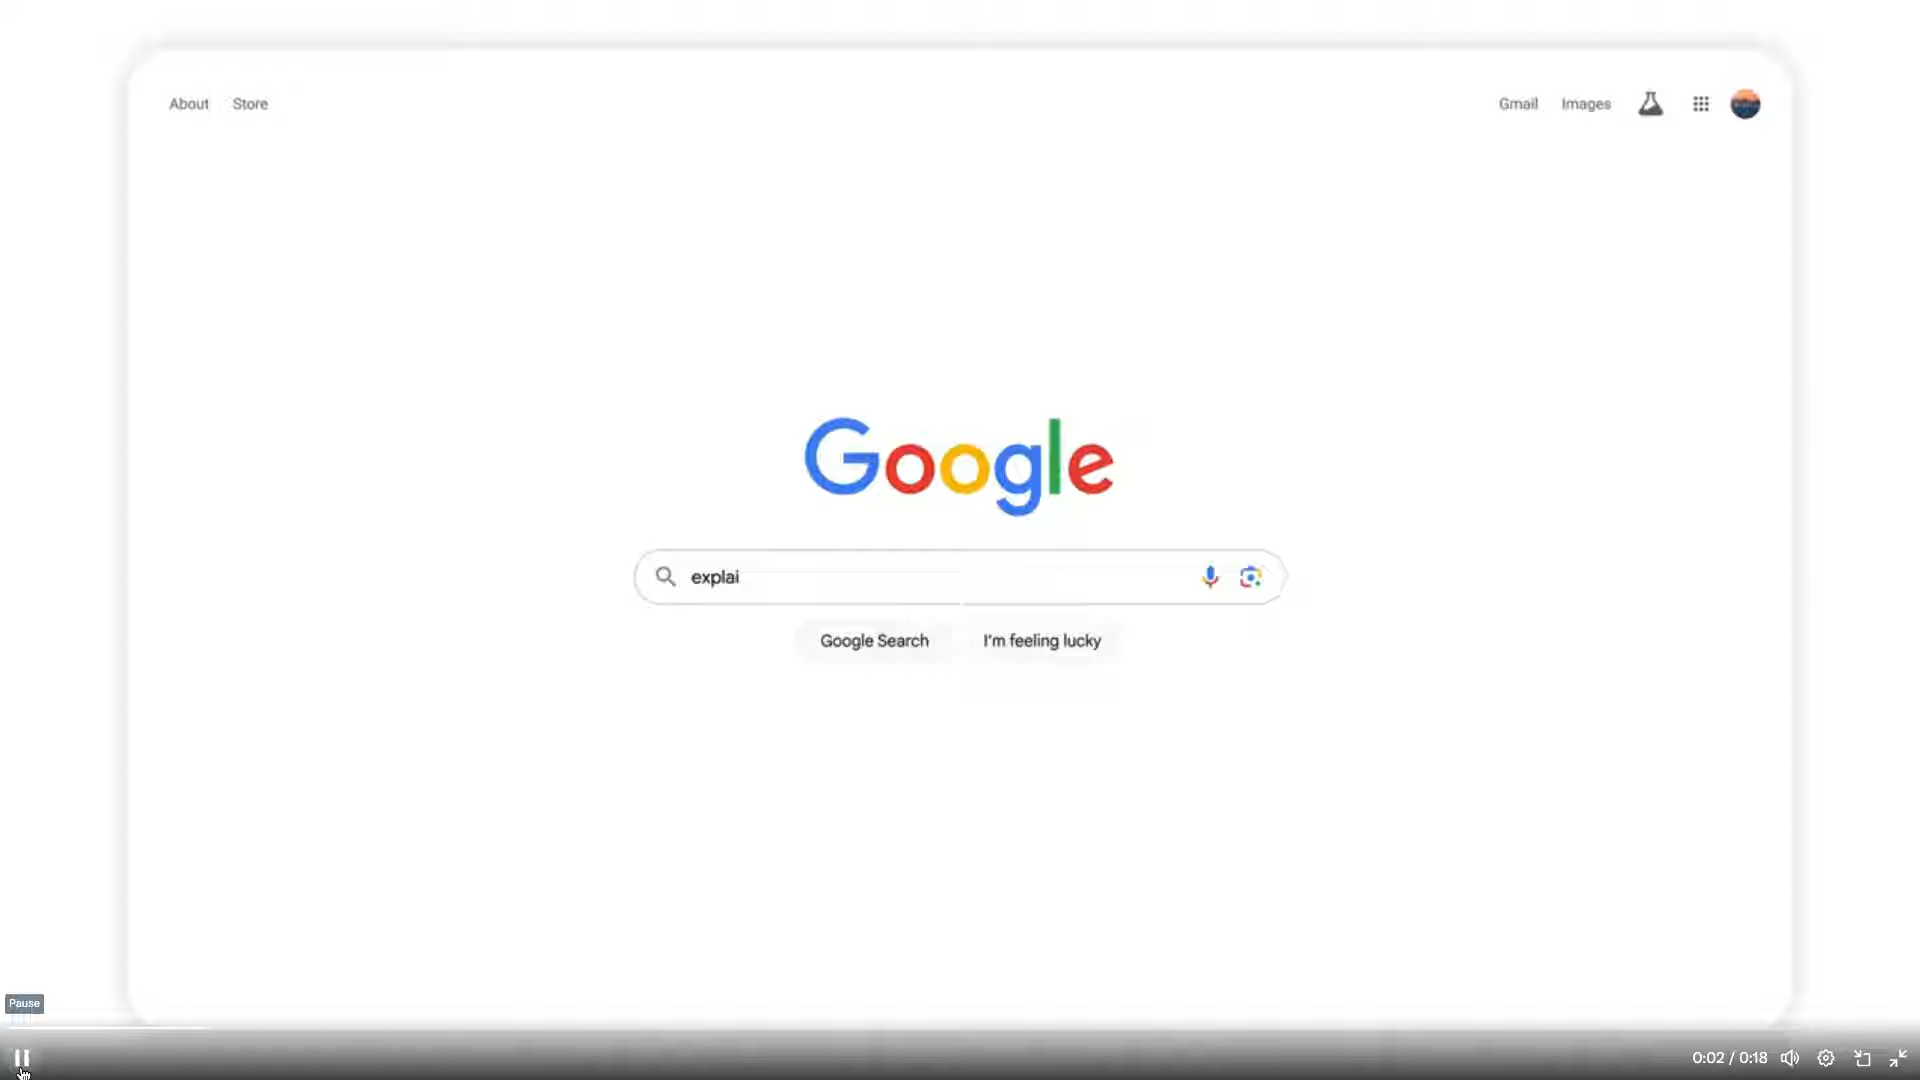 About Store
Gmail Images
Google
explai
Google Search I'm feeling lucky
Pause
0:02 / 0:18